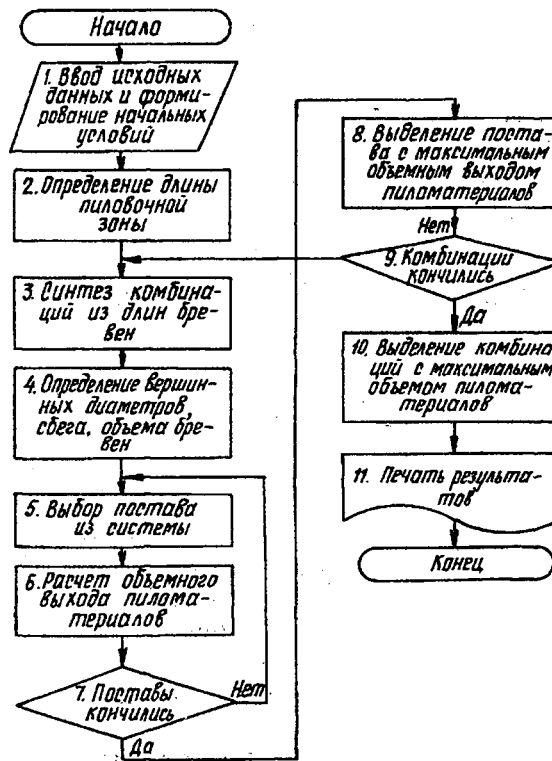 Начало
1. Ввод исходных
данных и форми-
рование начальных
условий
2. Определение длины
пиловочной
зоны
3. Синтез комбина-
ций из длин бре-
вен
4. Определение вершин-
ных диаметров,
сбега, объема бре-
вен
5. Выбор постава
из системы
6. Расчет объемного
выхода пилома-
териалов
7. Поставы
кончились
Нет
Да
8. Выделение поста-
ва с максимальным
объемным выходом
пиломатериалов
Нет
9. Комбинации
кончились
Да
10. Выделение комбина-
ций с максимальным
объемом пилома-
териалов
11. Печать результа-
тов
Конец